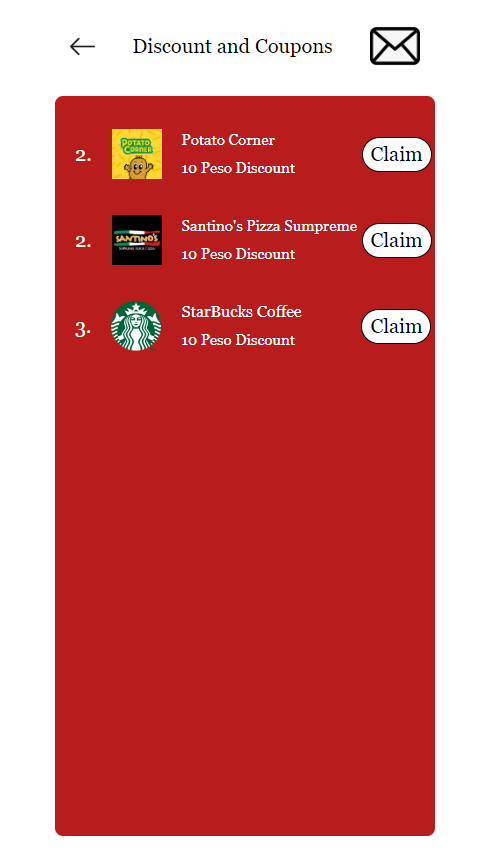 Discount and Coupons
2.
POTATO CORNER
Potato Corner
10 Peso Discount
Claim
2.
SANTINO'S
Santino's Pizza Sumpreme
10 Peso Discount
Claim
3.
StarBucks Coffee
10 Peso Discount
Claim